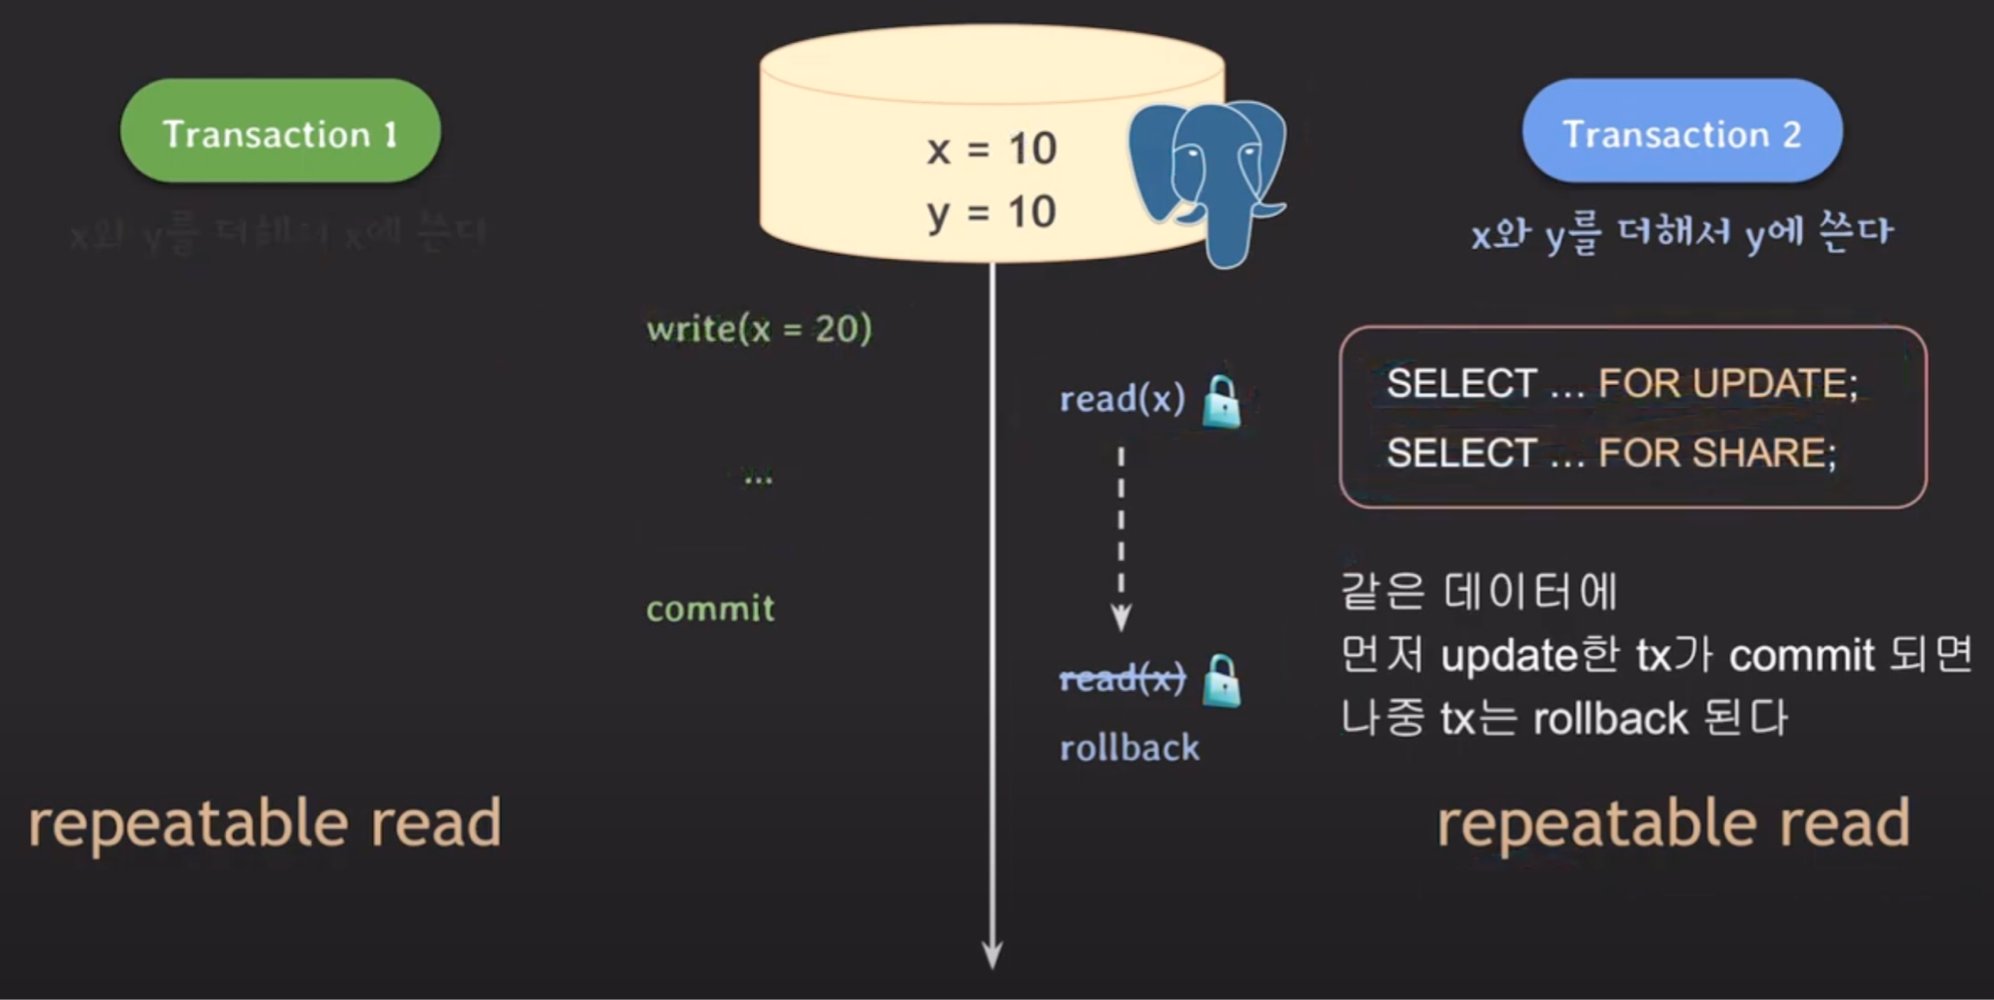 Transaction 1
x와 y를 더해서 x에 쓴다
x = 10
y = 10
Transaction 2
x와 y를 더해서 y에 쓴다
write(x = 20)
read(x)
...
commit
read(x)
rollback
SELECT ... FOR UPDATE;
SELECT ... FOR SHARE;
같은 데이터에
먼저 update한 tx가 commit 되면
나중 tx는 rollback 된다
repeatable read
repeatable read